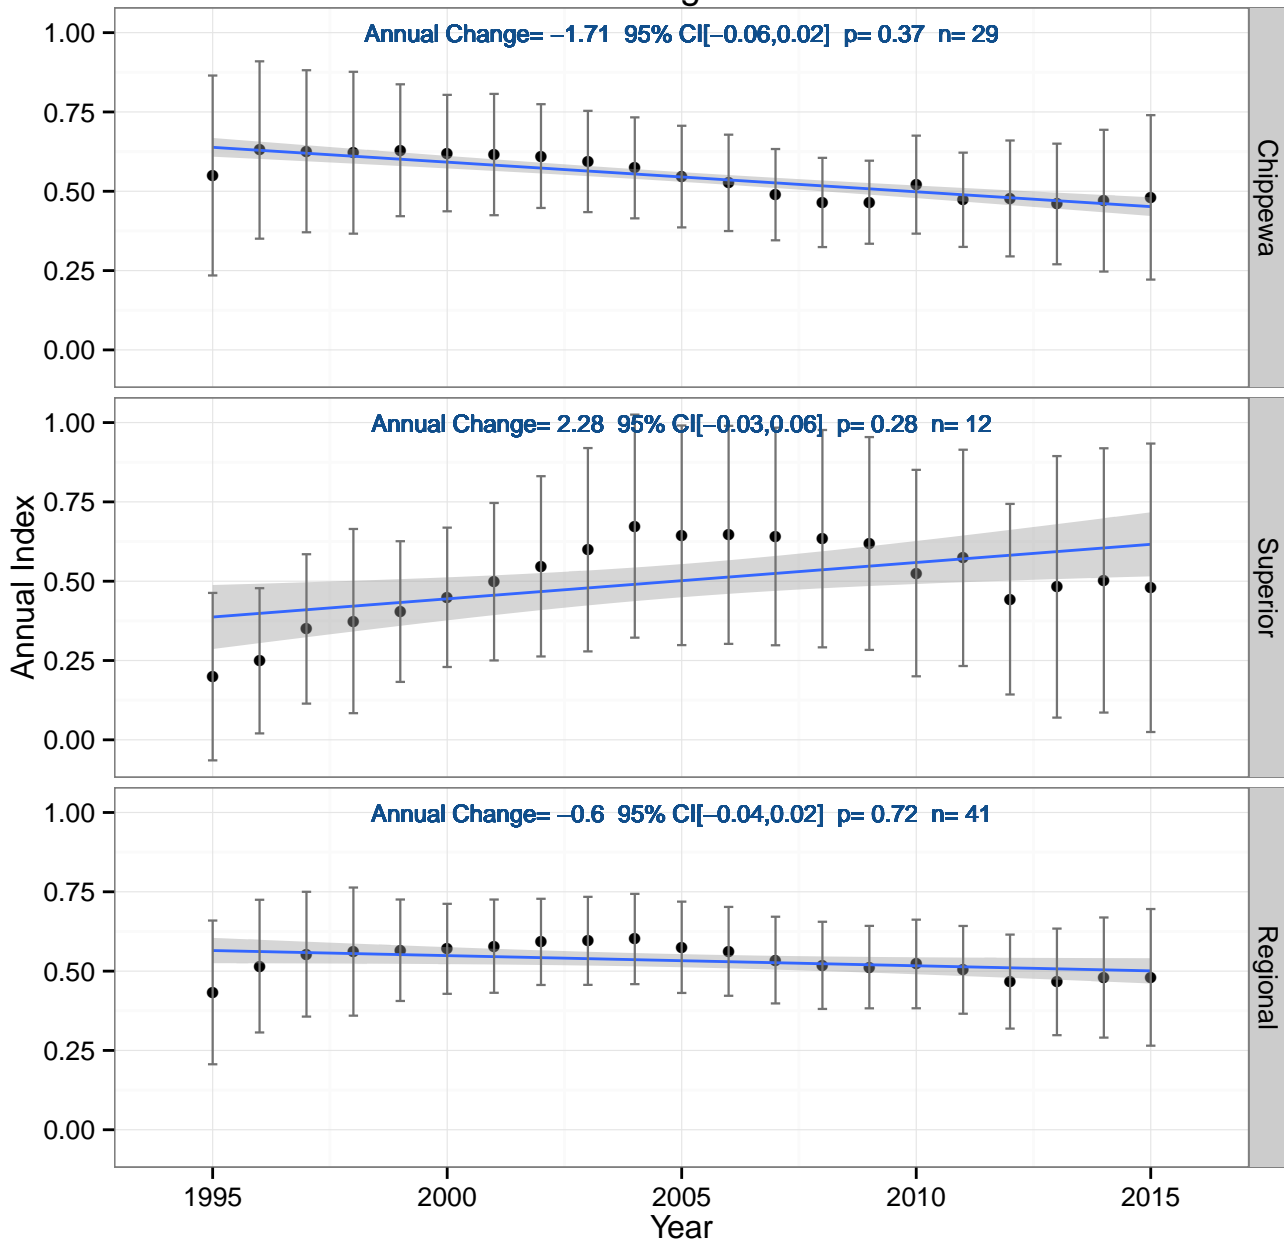 Annual Change= −1.71 95% CI[−0.06,0.02] p= 0.37 n= 29
1.00
0.75
0.50
0.25
0.00
Chippewa
Annual Change= 2.28 95% CI[−0.03,0.06] p= 0.28 n= 12
1.00
0.75
0.50
0.25
0.00
Superior
Annual Index
Annual Change= −0.6 95% CI[−0.04,0.02] p= 0.72 n= 41
1.00
0.75
0.50
0.25
0.00
Regional
1995 2000 2005 2010 2015
Year